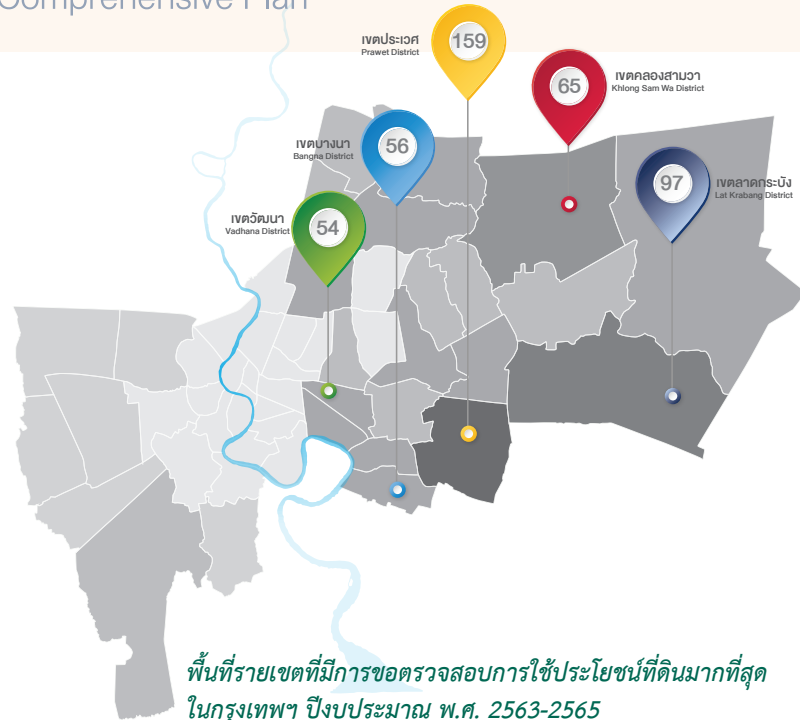 Comprehensive Plan
เขตประเวศ
Prawet District
159
เขตคลองสามวา
Khlong Sam Wa District
65
เขตบางนา
Bangna District
56
เขตลาดกระบัง
Lat Krabang District
97
เขตวัฒนา
Vadhana District
54
พื้นที่รายเขตที่มีการขอตรวจสอบการใช้ประโยชน์ที่ดินมากที่สุด
ในกรุงเทพฯ ปีงบประมาณ พ.ศ. 2563-2565